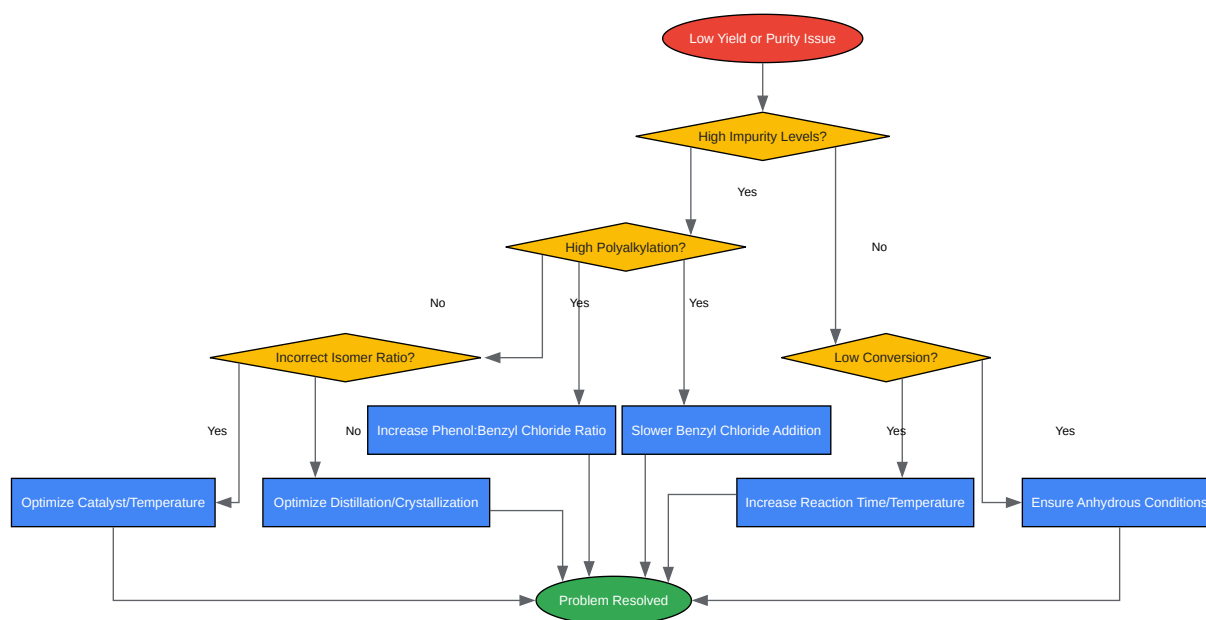 Low Yield or Purity Issue
High Impurity Levels?
Yes
High Polyalkylation?
No
No
Yes
Yes
Incorrect Isomer Ratio?
Low Conversion?
Yes
No
Increase Phenol:Benzyl Chloride Ratio
Slower Benzyl Chloride Addition
Yes
Yes
Optimize Catalyst/Temperature
Optimize Distillation/Crystallization
Increase Reaction Time/Temperature
Ensure Anhydrous Conditions
Problem Resolved